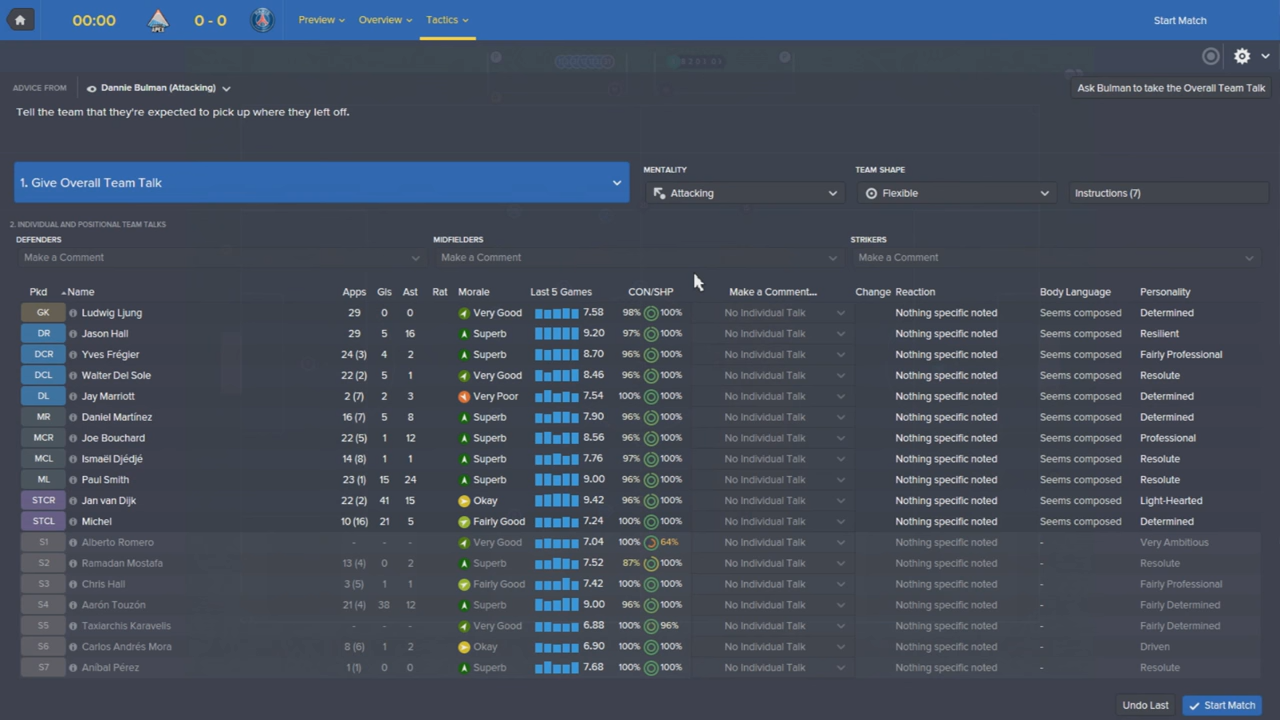 00:00 APEX 0 - 0 Preview Overview Tactics Start Match
ADVICE FROM Dannie Bulman (Attacking) Ask Bulman to take the Overall Team Talk
Tell the team that they're expected to pick up where they left off.
MENTALITY TEAM SHAPE
1. Give Overall Team Talk Attacking Flexible Instructions (7)
2. INDIVIDUAL AND POSITIONAL TEAM TALKS
DEFENDERS MIDFIELDERS STRIKERS
Make a Comment Make a Comment Make a Comment
Pkd Name Apps Gls Ast Rat Morale Last 5 Games CON/SHP Make a Comment... Change Reaction Body Language Personality
GK Ludwig Ljung 29 0 0 Very Good 7.58 98% 100% No Individual Talk Nothing specific noted Seems composed Determined
DR Jason Hall 29 5 16 Superb 9.20 97% 100% No Individual Talk Nothing specific noted Seems composed Resilient
DCR Yves Frégier 24 (3) 4 2 Superb 8.70 96% 100% No Individual Talk Nothing specific noted Seems composed Fairly Professional
DCL Walter Del Sole 22 (2) 5 1 Very Good 8.46 96% 100% No Individual Talk Nothing specific noted Seems composed Resolute
DL Jay Marriott 2 (7) 2 3 Very Poor 7.54 100% 100% No Individual Talk Nothing specific noted Seems composed Determined
MR Daniel Martínez 16 (7) 5 8 Superb 7.90 96% 100% No Individual Talk Nothing specific noted Seems composed Determined
MCR Joe Bouchard 22 (5) 1 12 Superb 8.56 96% 100% No Individual Talk Nothing specific noted Seems composed Professional
MCL Ismaël Djédjé 14 (8) 1 1 Superb 7.76 97% 100% No Individual Talk Nothing specific noted Seems composed Resolute
ML Paul Smith 23 (1) 15 24 Superb 9.00 96% 100% No Individual Talk Nothing specific noted Seems composed Resolute
STCR Jan van Dijk 22 (2) 41 15 Okay 9.42 96% 100% No Individual Talk Nothing specific noted Seems composed Light-Hearted
STCL Michel 10 (16) 21 5 Fairly Good 7.24 100% 100% No Individual Talk Nothing specific noted Seems composed Determined
S1 Alberto Romero - - - Very Good 7.04 100% 64% No Individual Talk Nothing specific noted - Very Ambitious
S2 Ramadan Mostafa 13 (4) 0 2 Superb 7.52 87% 100% No Individual Talk Nothing specific noted - Resolute
S3 Chris Hall 3 (5) 1 1 Fairly Good 7.42 100% 100% No Individual Talk Nothing specific noted - Fairly Professional
S4 Aarón Touzón 21 (4) 38 12 Superb 9.00 96% 100% No Individual Talk Nothing specific noted - Fairly Determined
S5 Taxiarchis Karavelis - - - Very Good 6.88 100% 96% No Individual Talk Nothing specific noted - Fairly Determined
S6 Carlos Andrés Mora 8 (6) 1 2 Okay 6.90 100% 100% No Individual Talk Nothing specific noted - Driven
S7 Aníbal Pérez 1 (1) 0 0 Superb 7.68 100% 100% No Individual Talk Nothing specific noted - Resolute
Undo Last Start Match